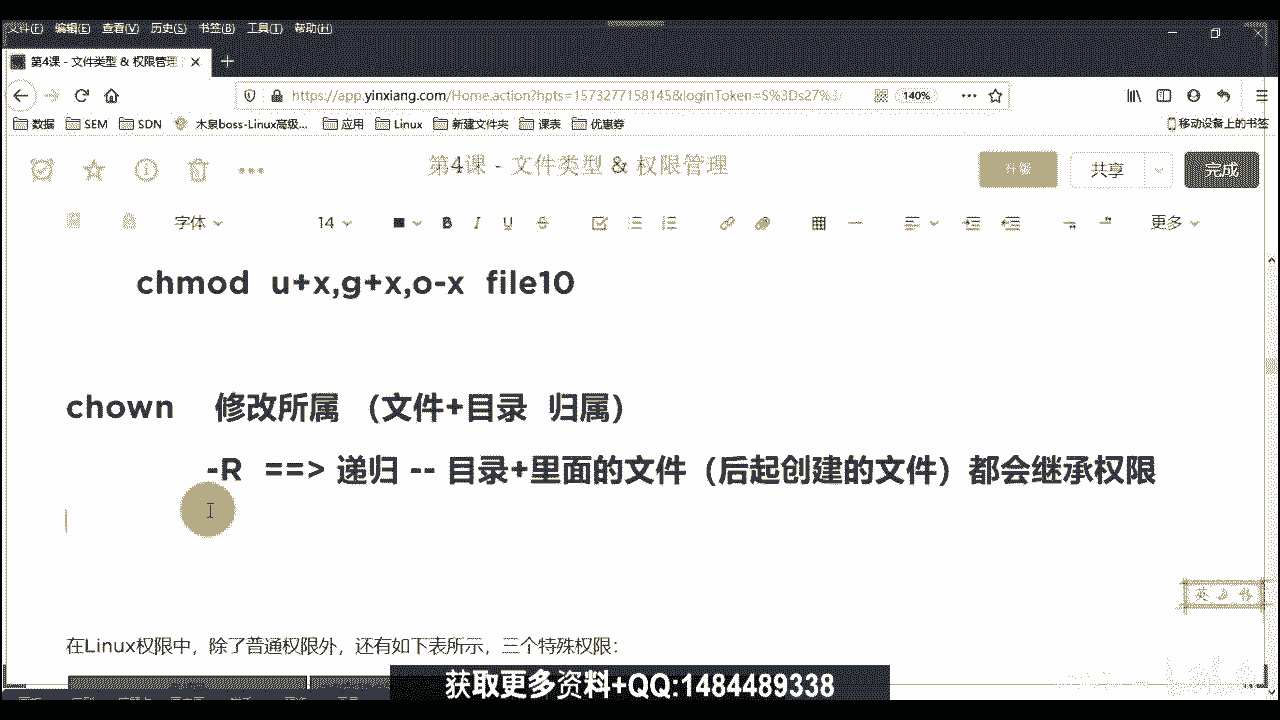 文件(F) 编辑(E) 查看(V) 历史(S) 书签(B) 工具(T) 帮助(H)
第4课 - 文件类型 & 权限管理
https://app.yinxiang.com/Home.action?hpts=1573277158145&loginToken=S%3Ds27%3 140%
数据 SEM SDN 木泉boss-Linux高级... 应用 Linux 新建文件夹 课表 优惠券 移动设备上的书签
第4课 - 文件类型 & 权限管理 升级 共享 完成
字体 14 B I U 更多
chmod u+x,g+x,o-x file10
chown 修改所属 （文件+目录 归属）
-R ==> 递归 -- 目录+里面的文件（后起创建的文件）都会继承权限
在Linux权限中，除了普通权限外，还有如下表所示，三个特殊权限：
获取更多资料+QQ:1484489338